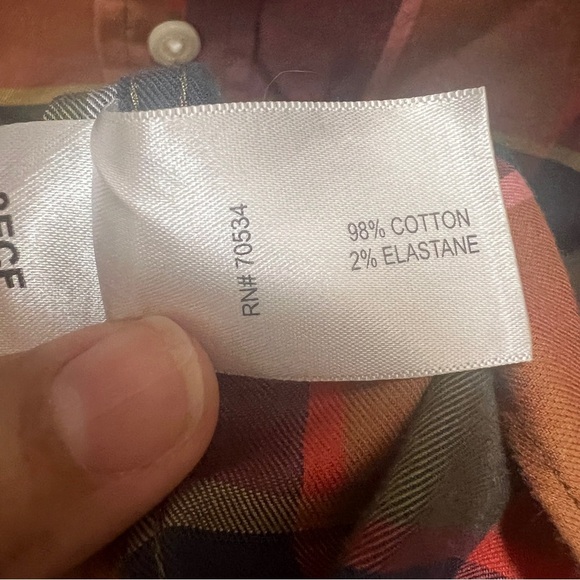 RN# 70534
98% COTTON
2% ELASTANE